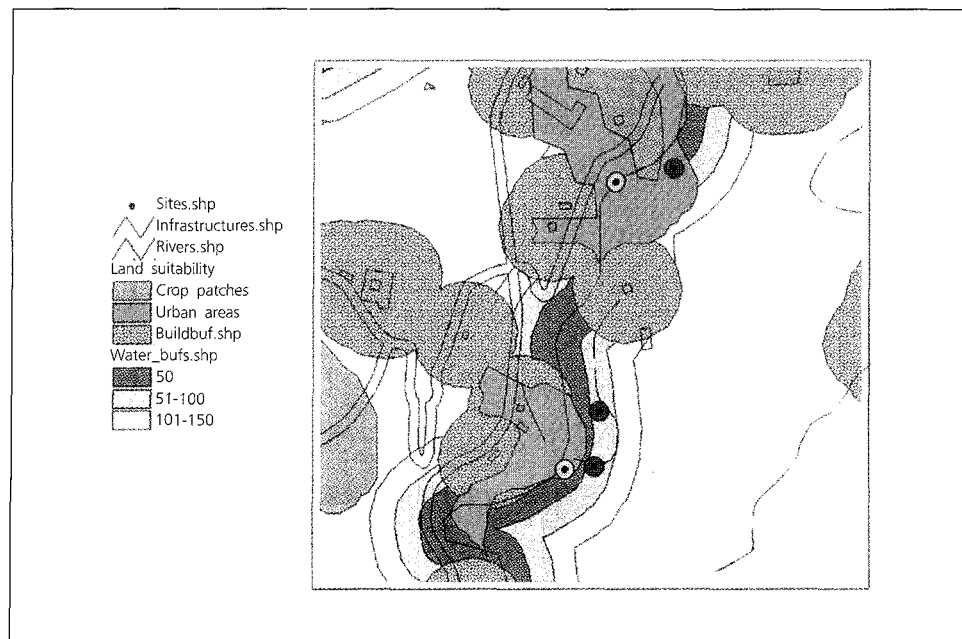 Sites.shp
Infrastructures.shp
Rivers.shp
Land suitability
Crop patches
Urban areas
Buildbuf.shp
Water_bufs.shp
50
51-100
101-150